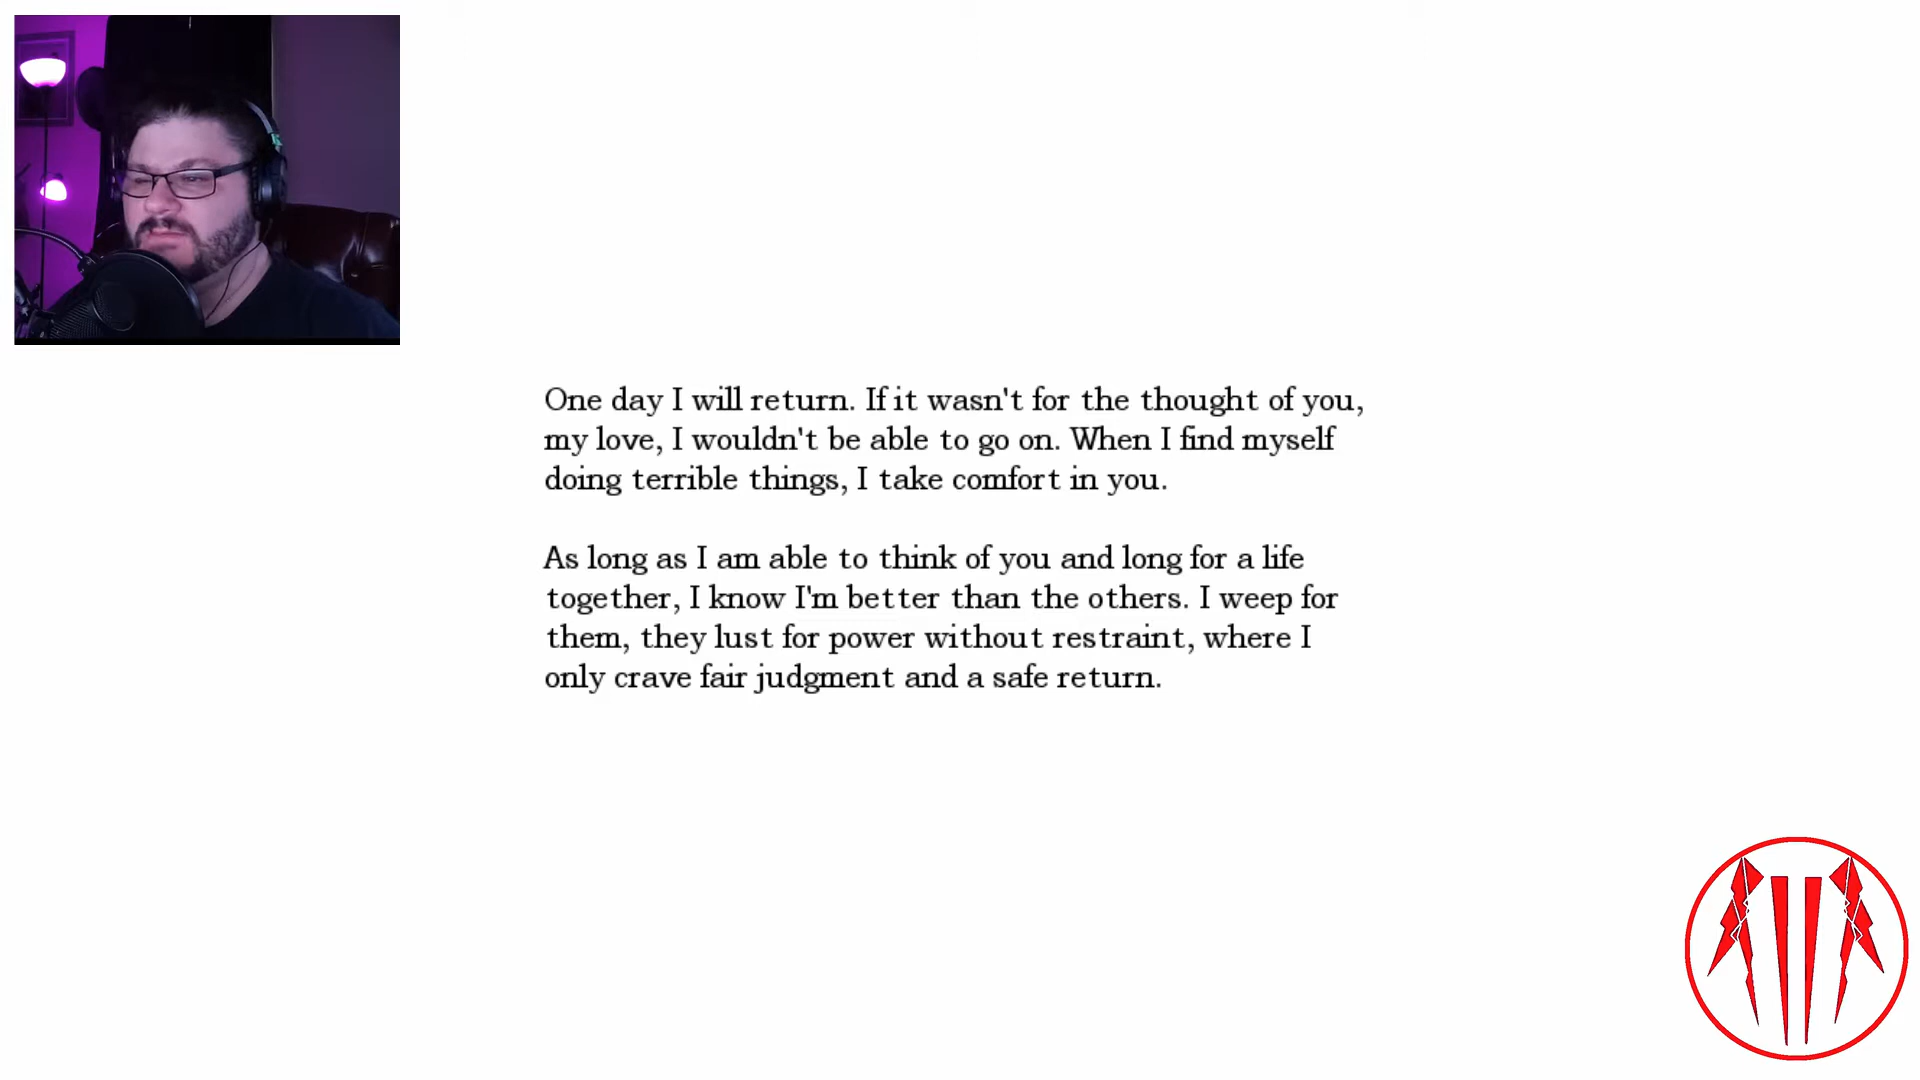 One day I will return. If it wasn't for the thought of you,
my love, I wouldn't be able to go on. When I find myself
doing terrible things, I take comfort in you.
As long as I am able to think of you and long for a life
together, I know I'm better than the others. I weep for
them, they lust for power without restraint, where I
only crave fair judgment and a safe return.